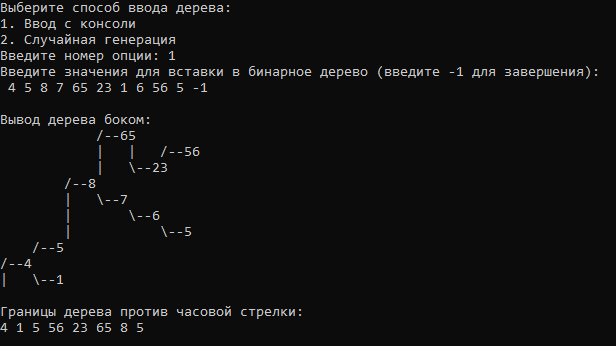 Выберите способ ввода дерева:
1. Ввод с консоли
2. Случайная генерация
Введите номер опции: 1
Введите значения для вставки в бинарное дерево (введите -1 для завершения):
 4 5 8 7 65 23 1 6 56 5 -1

Вывод дерева боком:
            /--65
            |   |   /--56
            |   \--23
        /--8
        |   \--7
        |       \--6
        |           \--5
    /--5
/--4
|   \--1

Границы дерева против часовой стрелки:
4 1 5 56 23 65 8 5